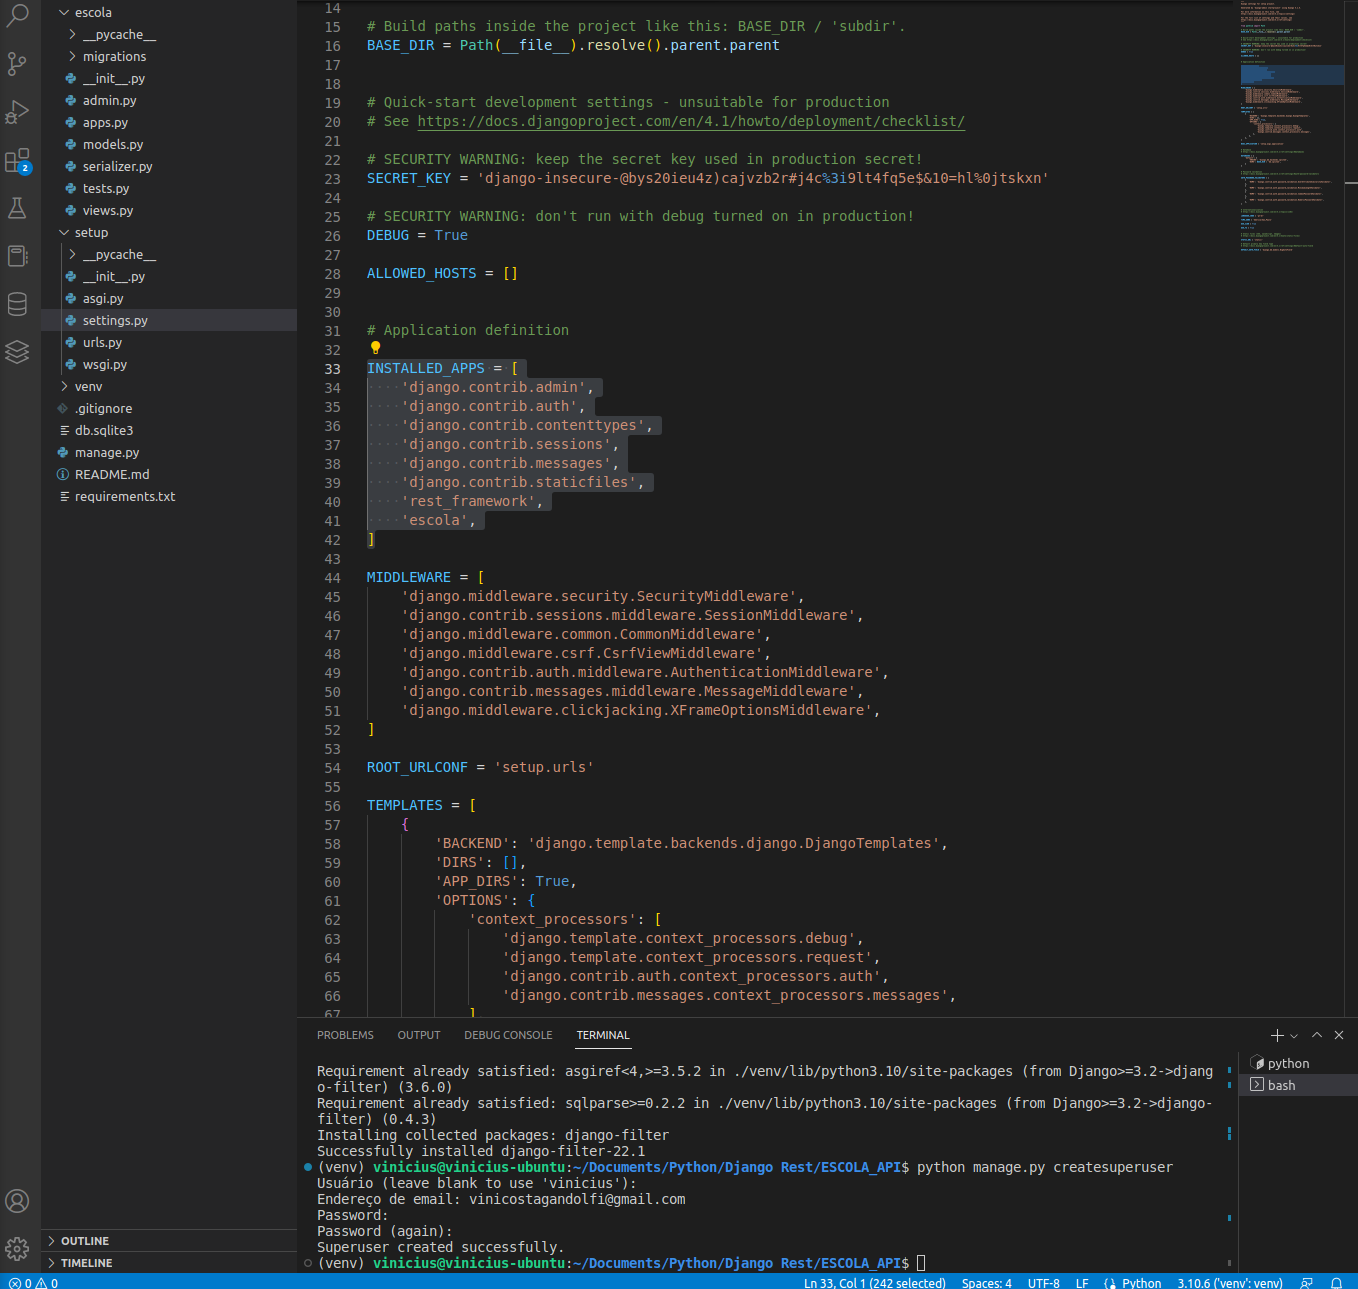 escola
__pycache__
migrations
__init__.py
admin.py
apps.py
models.py
serializer.py
tests.py
views.py
setup
__pycache__
__init__.py
asgi.py
settings.py
urls.py
wsgi.py
venv
.gitignore
db.sqlite3
manage.py
README.md
requirements.txt
OUTLINE
TIMELINE
2
14
15 # Build paths inside the project like this: BASE_DIR / 'subdir'.
16 BASE_DIR = Path(__file__).resolve().parent.parent
17
18
19 # Quick-start development settings - unsuitable for production
20 # See https://docs.djangoproject.com/en/4.1/howto/deployment/checklist/
21
22 # SECURITY WARNING: keep the secret key used in production secret!
23 SECRET_KEY = 'django-insecure-@bys20ieu4z)cajvzb2r#j4c%3i9lt4fq5e$&10=hl%0jtskxn'
24
25 # SECURITY WARNING: don't run with debug turned on in production!
26 DEBUG = True
27
28 ALLOWED_HOSTS = []
29
30
31 # Application definition
32
33 INSTALLED_APPS = [
34 'django.contrib.admin',
35 'django.contrib.auth',
36 'django.contrib.contenttypes',
37 'django.contrib.sessions',
38 'django.contrib.messages',
39 'django.contrib.staticfiles',
40 'rest_framework',
41 'escola',
42 ]
43
44 MIDDLEWARE = [
45 'django.middleware.security.SecurityMiddleware',
46 'django.contrib.sessions.middleware.SessionMiddleware',
47 'django.middleware.common.CommonMiddleware',
48 'django.middleware.csrf.CsrfViewMiddleware',
49 'django.contrib.auth.middleware.AuthenticationMiddleware',
50 'django.contrib.messages.middleware.MessageMiddleware',
51 'django.middleware.clickjacking.XFrameOptionsMiddleware',
52 ]
53
54 ROOT_URLCONF = 'setup.urls'
55
56 TEMPLATES = [
57 {
58 'BACKEND': 'django.template.backends.django.DjangoTemplates',
59 'DIRS': [],
60 'APP_DIRS': True,
61 'OPTIONS': {
62 'context_processors': [
63 'django.template.context_processors.debug',
64 'django.template.context_processors.request',
65 'django.contrib.auth.context_processors.auth',
66 'django.contrib.messages.context_processors.messages',
67 ]
PROBLEMS OUTPUT DEBUG CONSOLE TERMINAL
Requirement already satisfied: asgiref<4,>=3.5.2 in ./venv/lib/python3.10/site-packages (from Django>=3.2->djang
o-filter) (3.6.0)
Requirement already satisfied: sqlparse>=0.2.2 in ./venv/lib/python3.10/site-packages (from Django>=3.2->django-
filter) (0.4.3)
Installing collected packages: django-filter
Successfully installed django-filter-22.1
(venv) vinicius@vinicius-ubuntu:~/Documents/Python/Django Rest/ESCOLA_API$ python manage.py createsuperuser
Usuário (leave blank to use 'vinicius'):
Endereço de email: vinicostagandolfi@gmail.com
Password:
Password (again):
Superuser created successfully.
(venv) vinicius@vinicius-ubuntu:~/Documents/Python/Django Rest/ESCOLA_API$
python
bash
0 0 Ln 33, Col 1 (242 selected) Spaces: 4 UTF-8 LF Python 3.10.6 ('venv': venv)